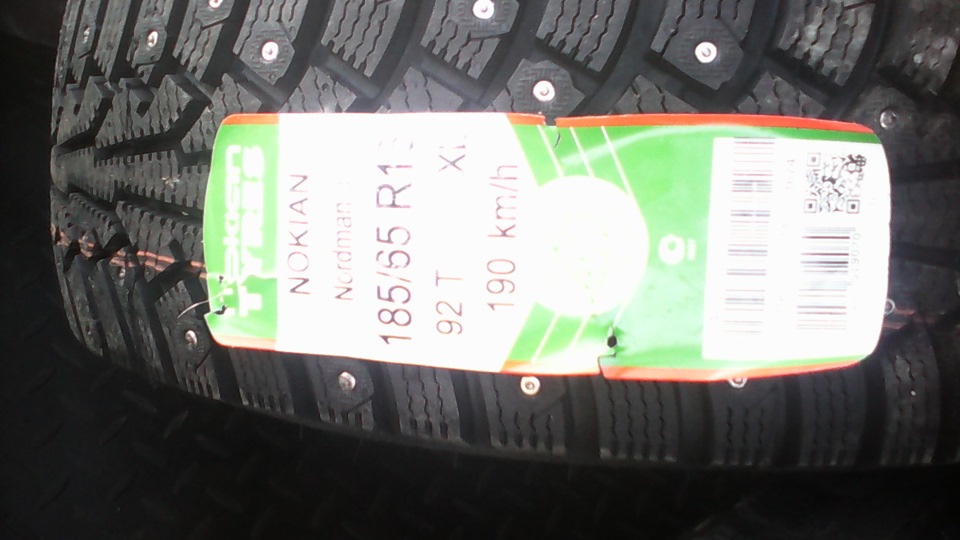 nokian
TYRES
NOKIAN
Nordman
185/65 R15
92 T XL
190 km/h